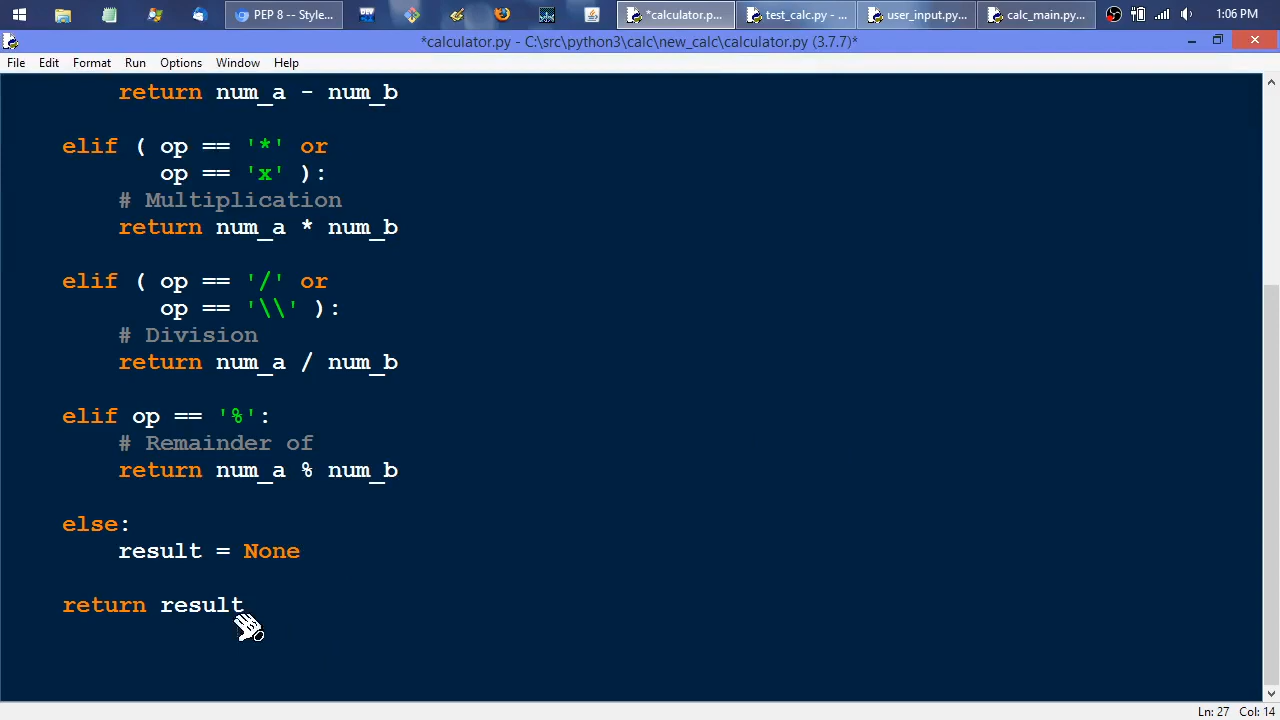 PEP 8 -- Style...
*calculator.p...
test_calc.py - ...
user_input.py...
calc_main.py...
1:06 PM
*calculator.py - C:\src\python3\calc\new_calc\calculator.py (3.7.7)*
File Edit Format Run Options Window Help
return num_a - num_b
elif ( op == '*' or
op == 'x' ):
# Multiplication
return num_a * num_b
elif ( op == '/' or
op == '\\' ):
# Division
return num_a / num_b
elif op == '%':
# Remainder of
return num_a % num_b
else:
result = None
return result
Ln: 27 Col: 14